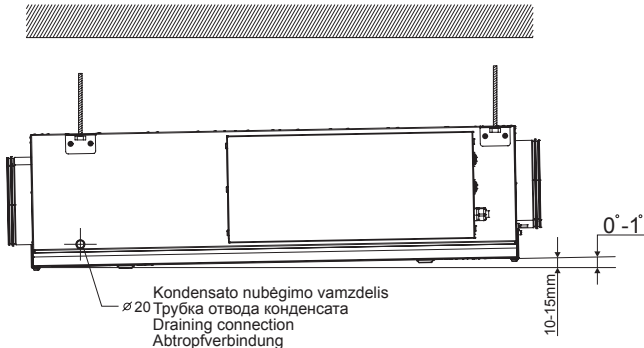 0°-1°
10-15mm
Kondensato nubėgimo vamzdelis
⌀20 Трубка отвода конденсата
Draining connection
Abtropfverbindung